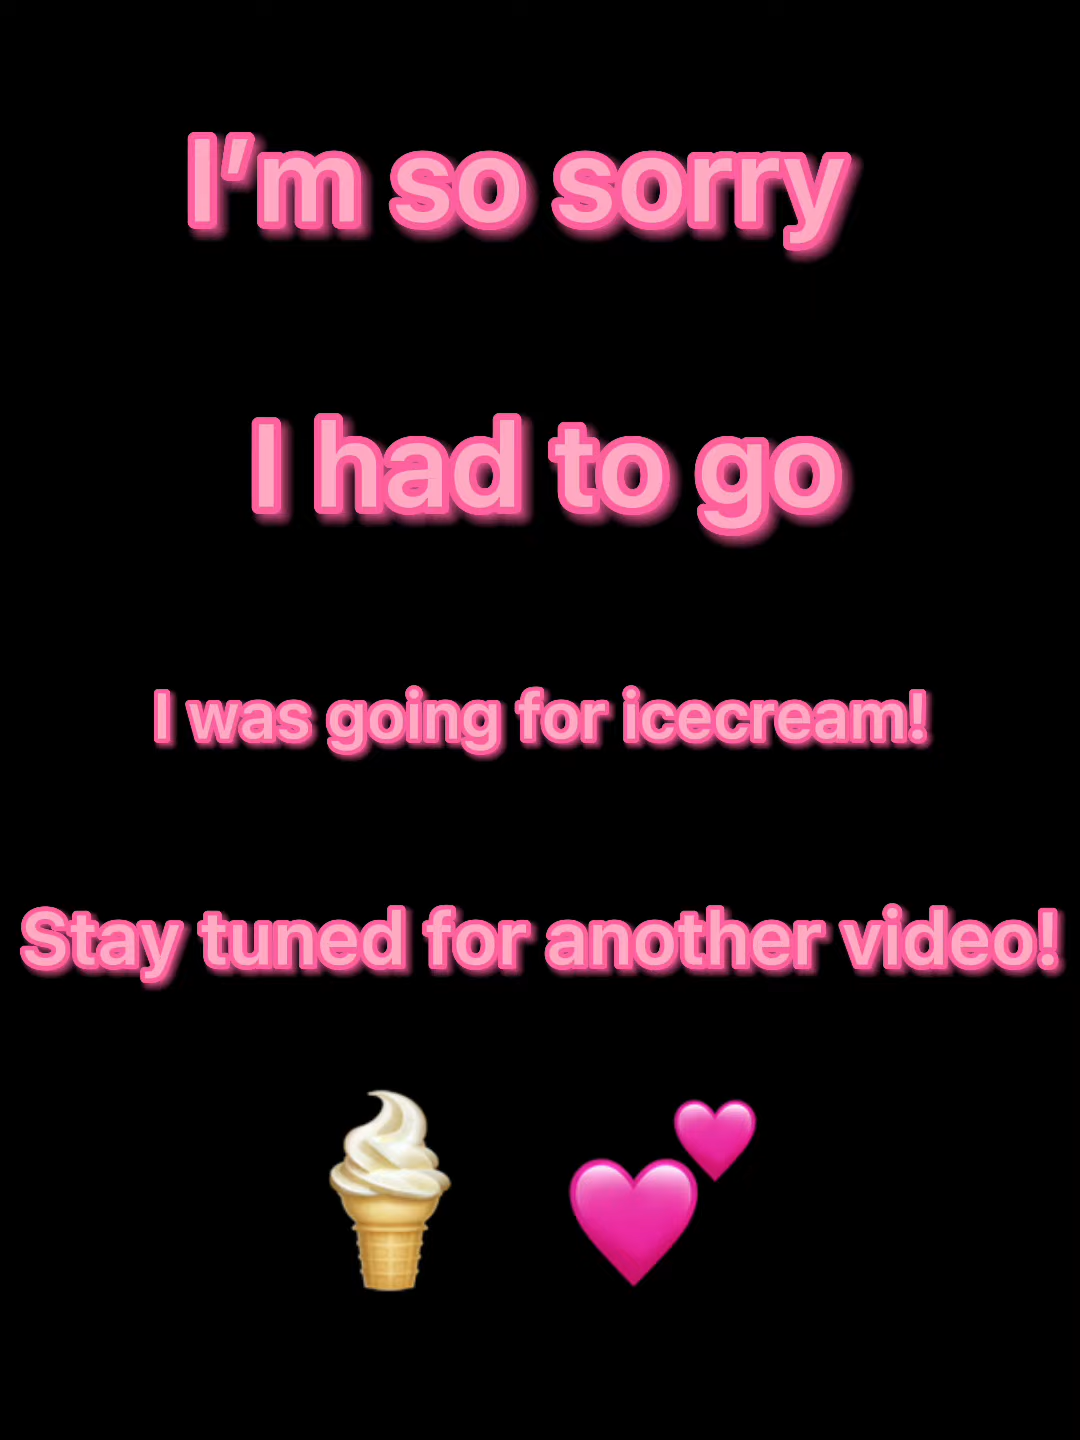 I’m so sorry
I had to go
I was going for icecream!
Stay tuned for another video!